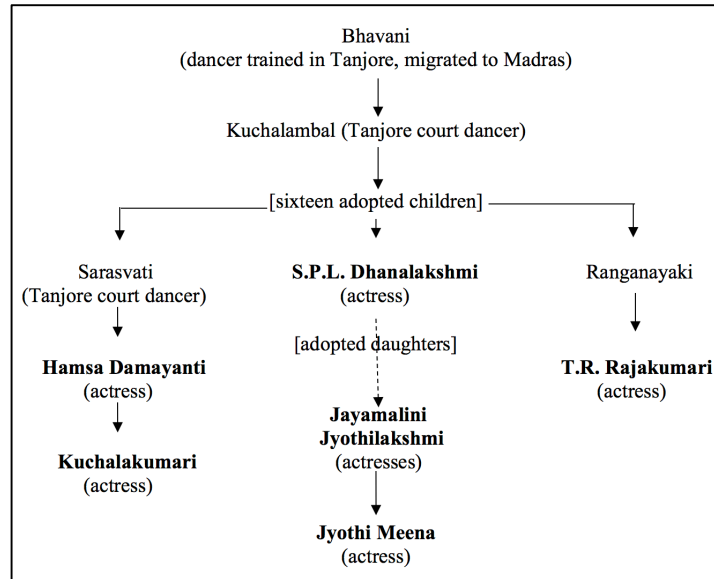 Bhavani
(dancer trained in Tanjore, migrated to Madras)
Kuchalambal (Tanjore court dancer)
[sixteen adopted children]
Sarasvati
(Tanjore court dancer)
S.P.L. Dhanalakshmi
(actress)
Ranganayaki
[adopted daughters]
Hamsa Damayanti
(actress)
T.R. Rajakumari
(actress)
Jayamalini
Jyothilakshmi
(actresses)
Kuchalakumari
(actress)
Jyothi Meena
(actress)